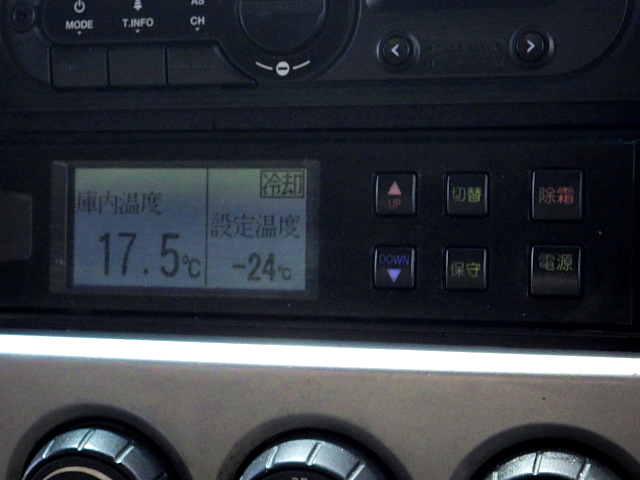 AS
MODE T.INFO CH
< >
冷却
庫内温度
設定温度
17.5℃
-24℃
UP 切替 除霜
DOWN 保守 電源